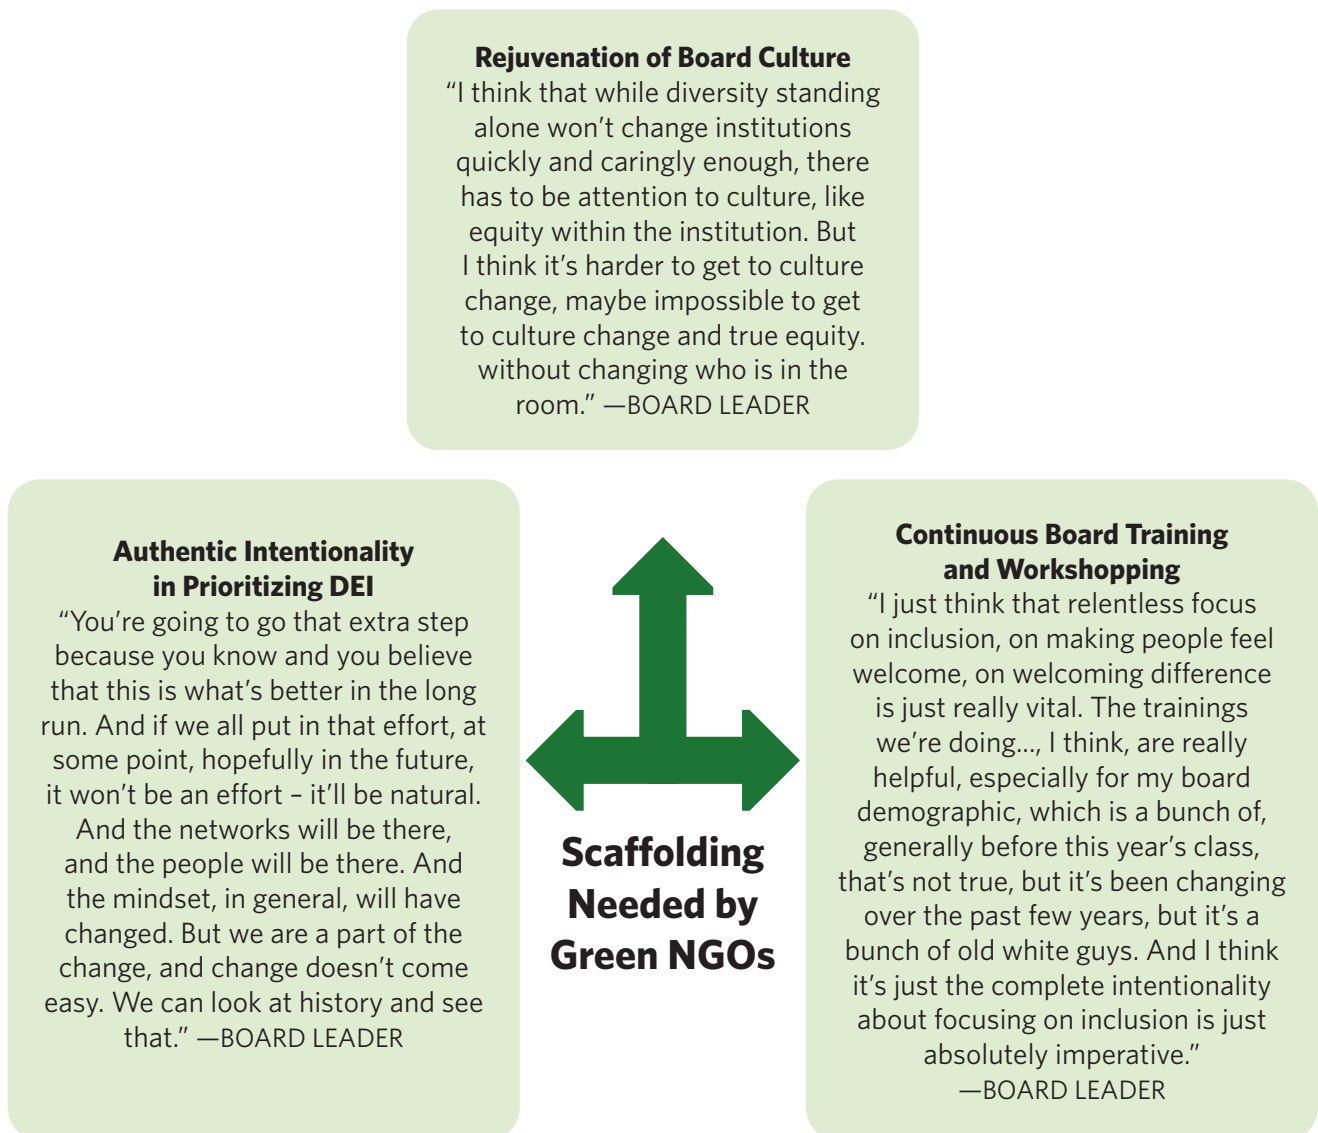 Rejuvenation of Board Culture
“I think that while diversity standing
alone won’t change institutions
quickly and caringly enough, there
has to be attention to culture, like
equity within the institution. But
I think it’s harder to get to culture
change, maybe impossible to get
to culture change and true equity.
without changing who is in the
room.” —BOARD LEADER
Authentic Intentionality
in Prioritizing DEI
“You’re going to go that extra step
because you know and you believe
that this is what’s better in the long
run. And if we all put in that effort, at
some point, hopefully in the future,
it won’t be an effort – it’ll be natural.
And the networks will be there,
and the people will be there. And
the mindset, in general, will have
changed. But we are a part of the
change, and change doesn’t come
easy. We can look at history and see
that.” —BOARD LEADER
Scaffolding
Needed by
Green NGOs
Continuous Board Training
and Workshopping
“I just think that relentless focus
on inclusion, on making people feel
welcome, on welcoming difference
is just really vital. The trainings
we’re doing..., I think, are really
helpful, especially for my board
demographic, which is a bunch of,
generally before this year’s class,
that’s not true, but it’s been changing
over the past few years, but it’s a
bunch of old white guys. And I think
it’s just the complete intentionality
about focusing on inclusion is just
absolutely imperative.”
—BOARD LEADER